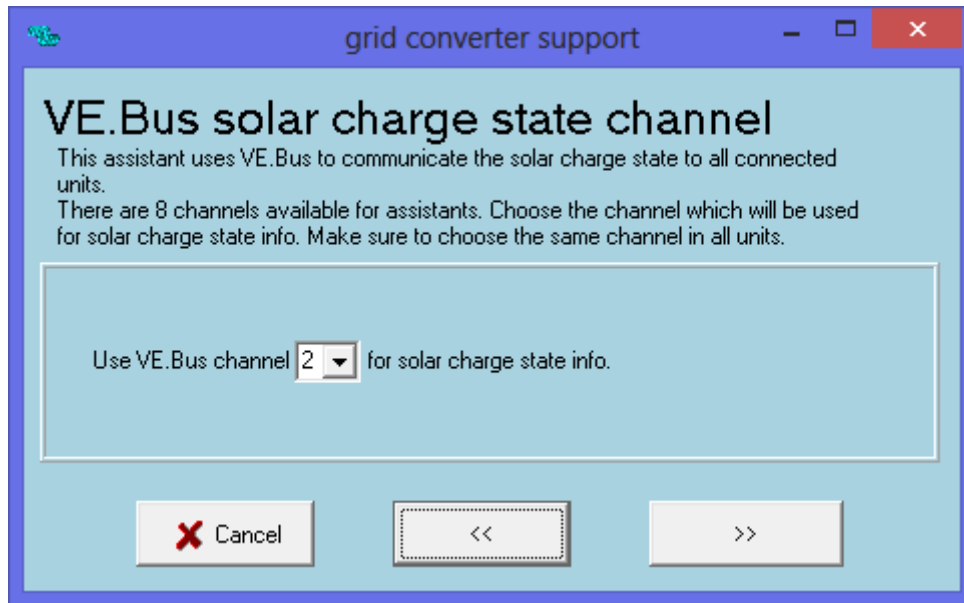 grid converter support
VE.Bus solar charge state channel
This assistant uses VE.Bus to communicate the solar charge state to all connected
units.
There are 8 channels available for assistants. Choose the channel which will be used
for solar charge state info. Make sure to choose the same channel in all units.
Use VE.Bus channel 2 for solar charge state info.
Cancel << >>